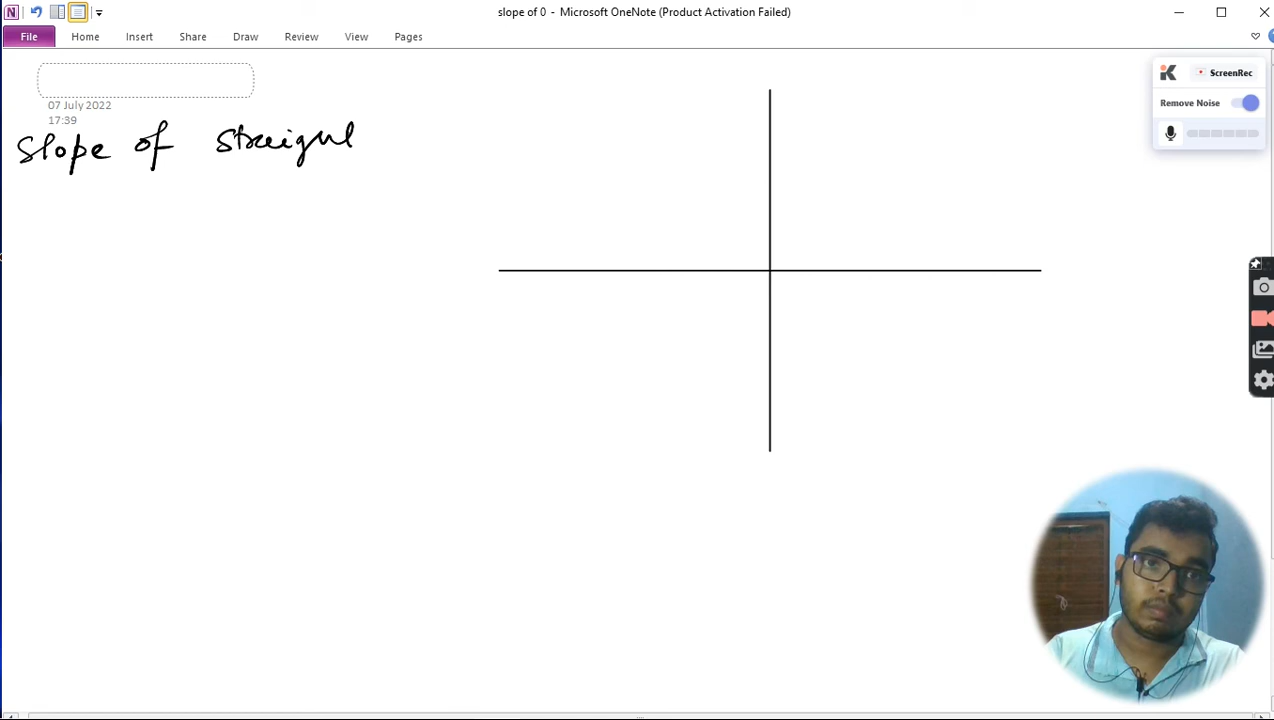 slope of 0 - Microsoft OneNote (Product Activation Failed)
File Home Insert Share Draw Review View Pages
ScreenRec
Remove Noise
07 July 2022
17:39
Slope of